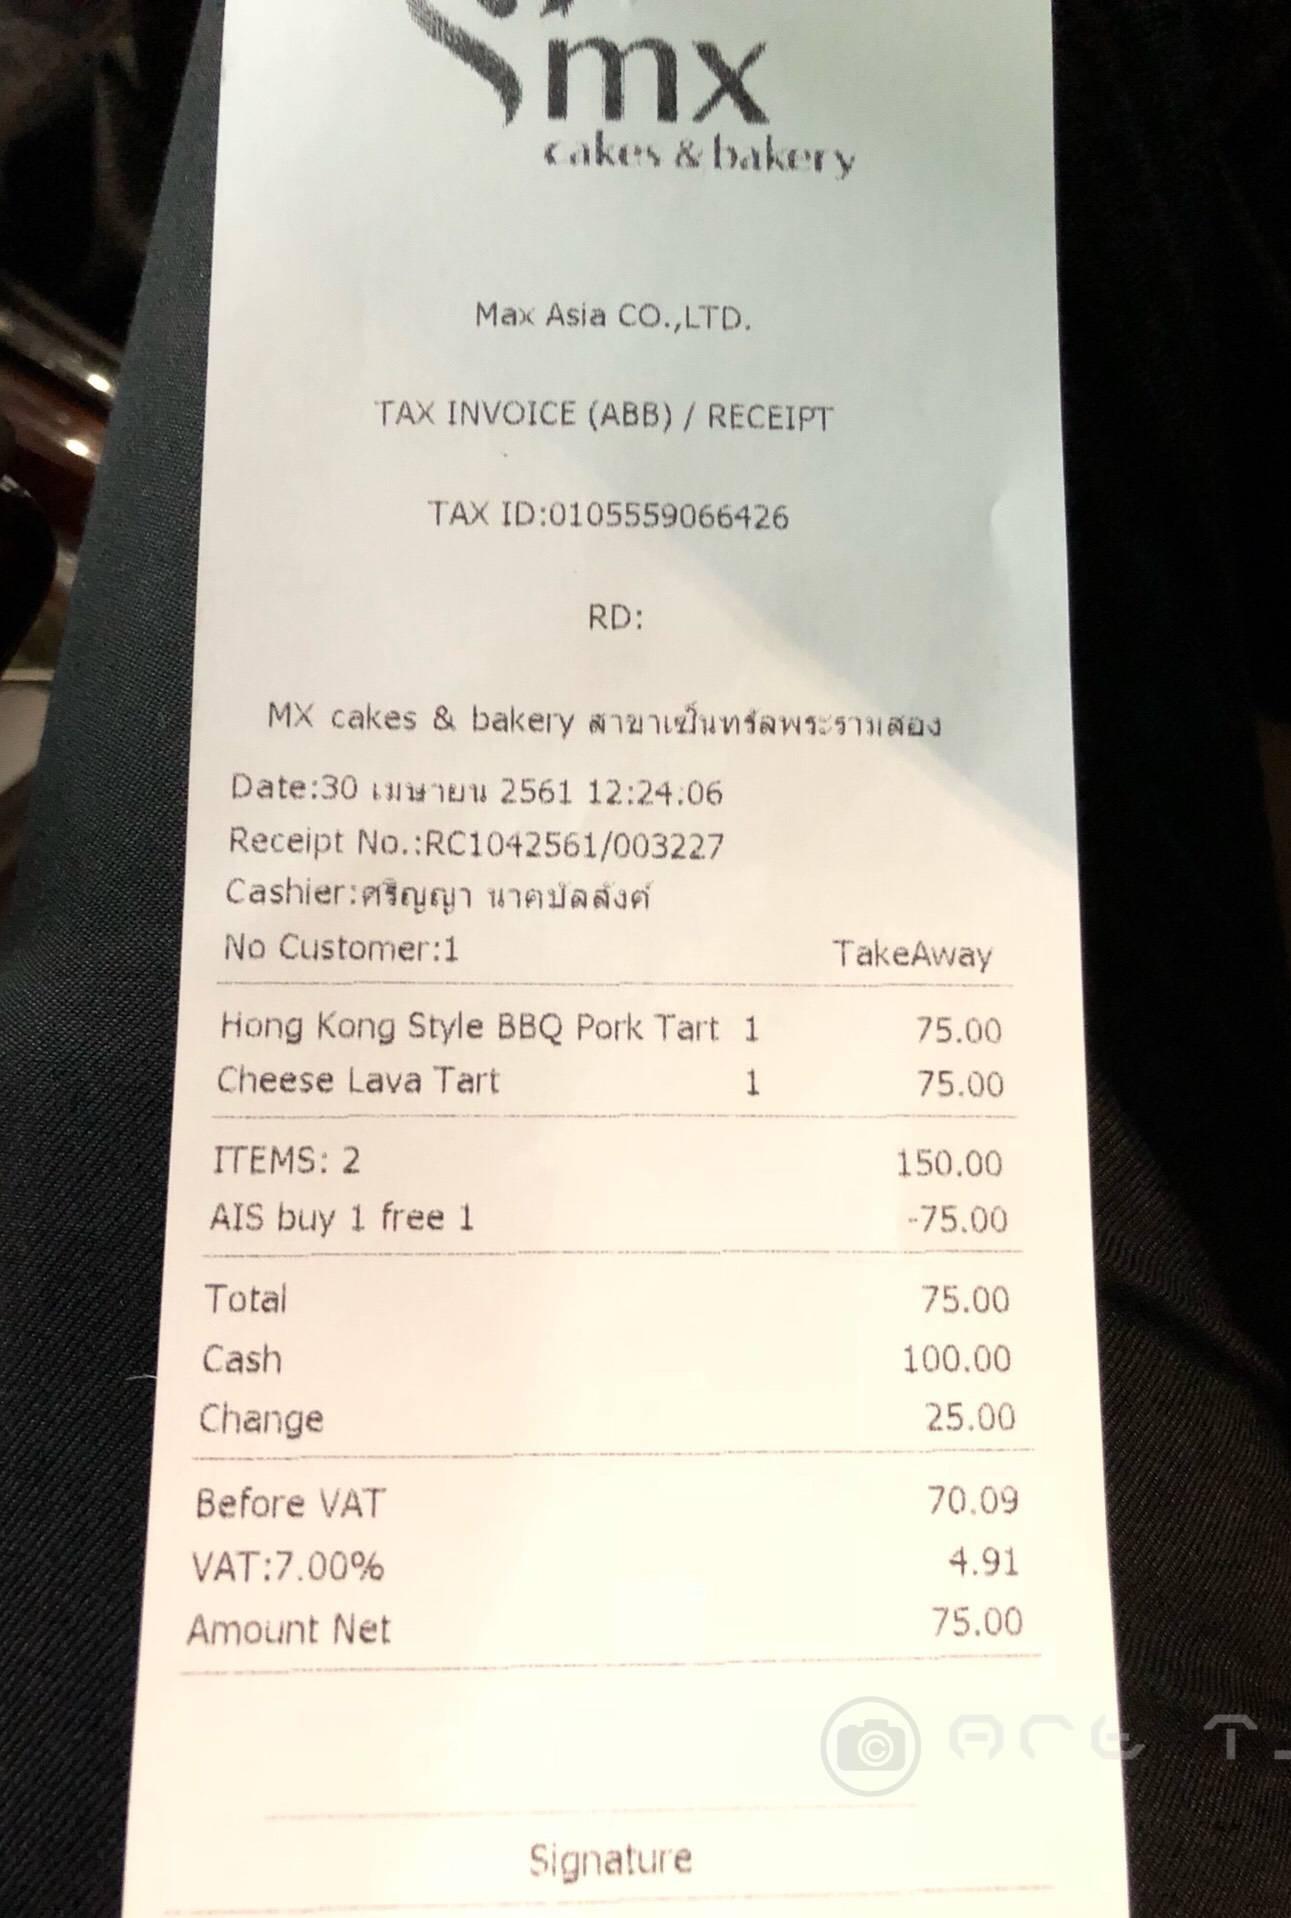 mx
cakes & bakery
Max Asia CO.,LTD.
TAX INVOICE (ABB) / RECEIPT
TAX ID:0105559066426
RD:
MX cakes & bakery สาขาเซ็นทรัลพระรามสอง
Date:30 เมษายน 2561 12:24:06
Receipt No.:RC1042561/003227
Cashier:ศริญญา นาคบัลลังค์
No Customer:1 TakeAway
Hong Kong Style BBQ Pork Tart 1 75.00
Cheese Lava Tart 1 75.00
ITEMS: 2 150.00
AIS buy 1 free 1 -75.00
Total 75.00
Cash 100.00
Change 25.00
Before VAT 70.09
VAT:7.00% 4.91
Amount Net 75.00
Signature